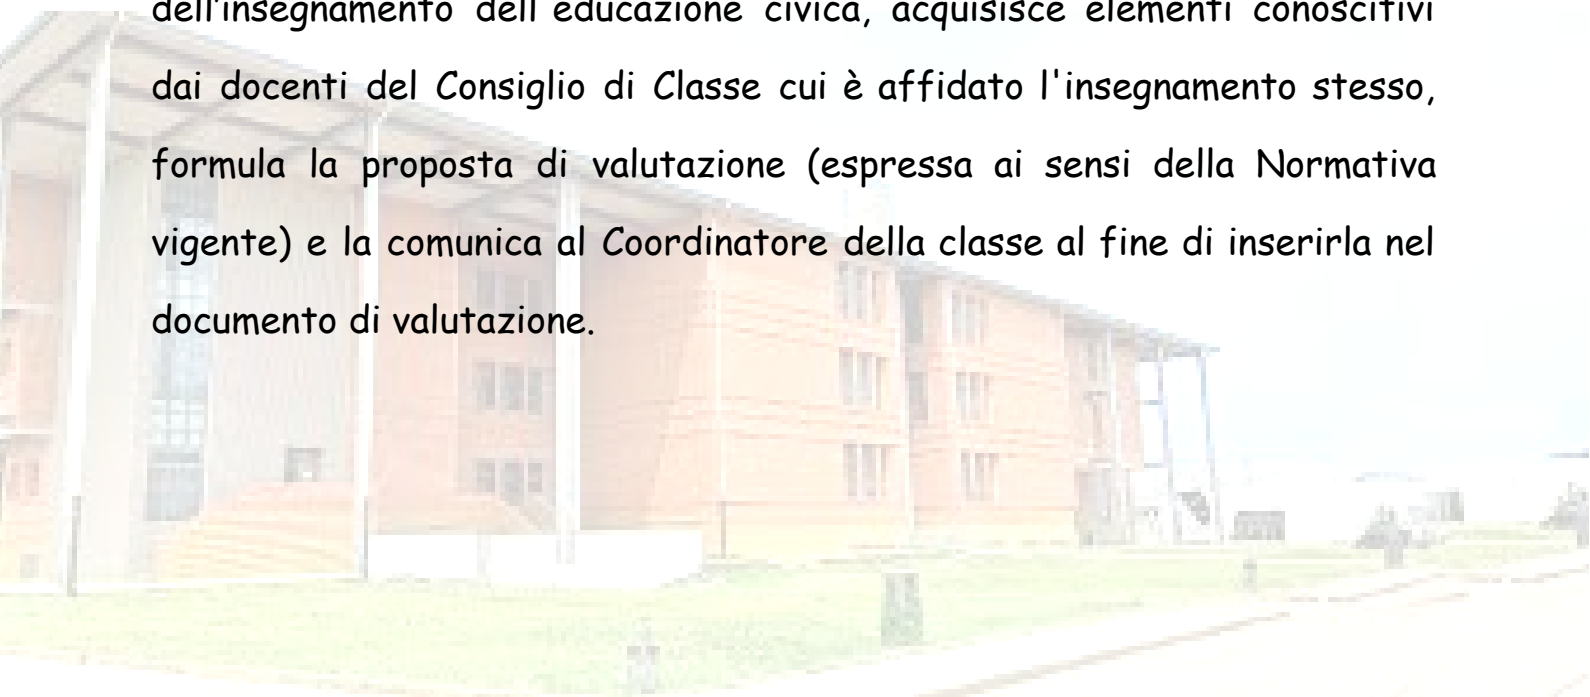 dell'insegnamento dell'educazione civica, acquisisce elementi conoscitivi
dai docenti del Consiglio di Classe cui è affidato l'insegnamento stesso,
formula la proposta di valutazione (espressa ai sensi della Normativa
vigente) e la comunica al Coordinatore della classe al fine di inserirla nel
documento di valutazione.